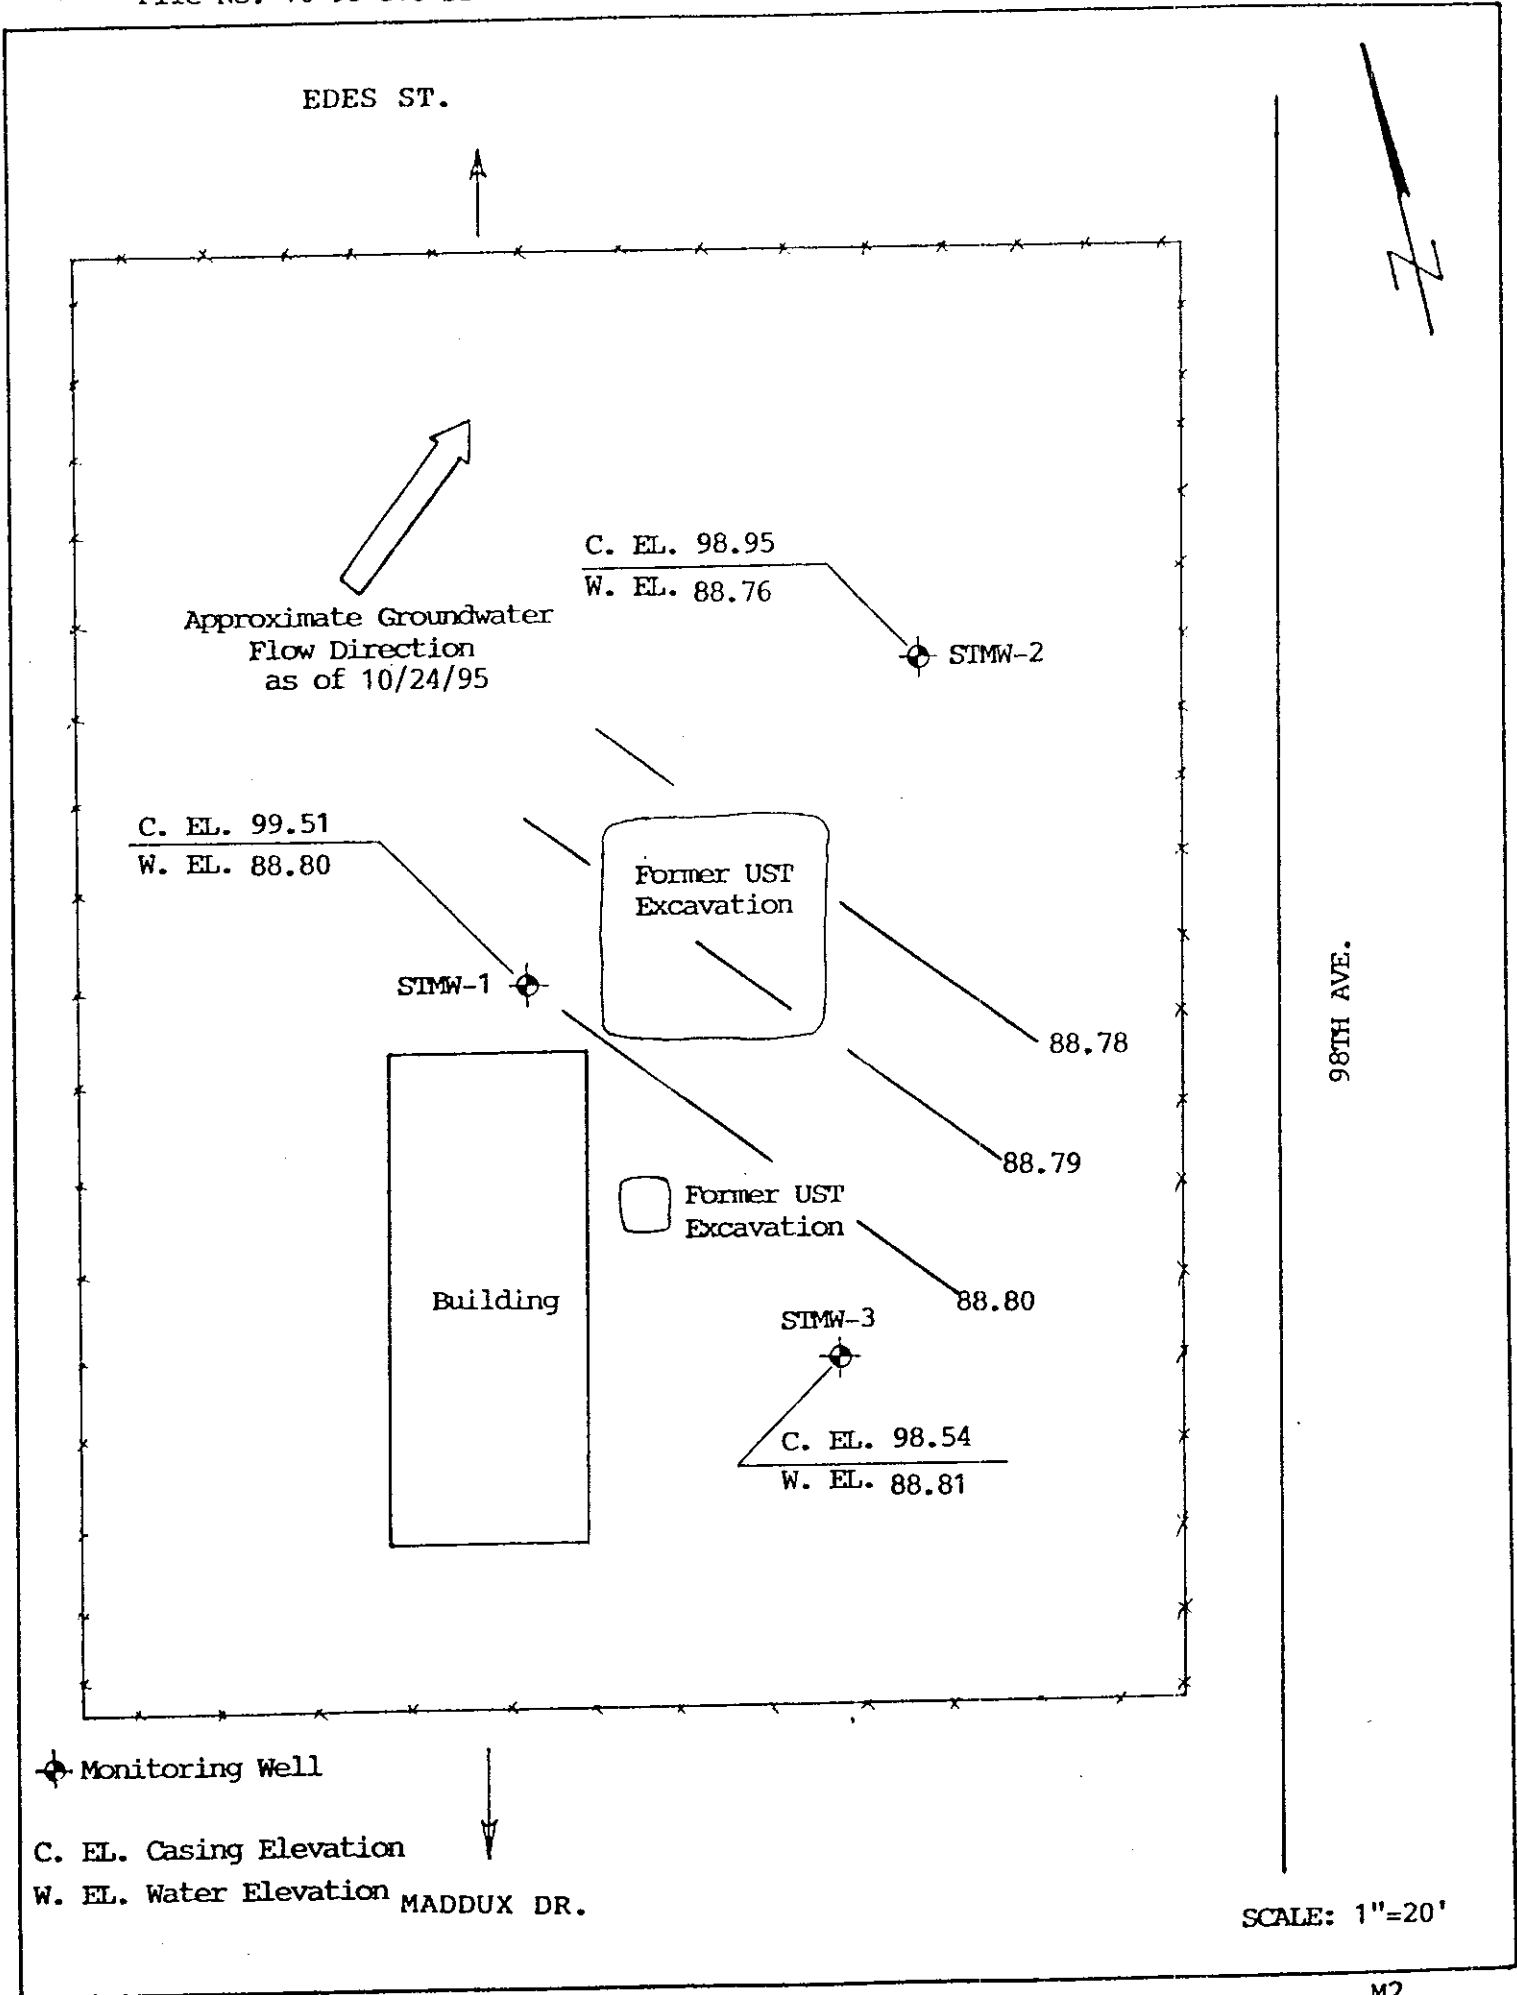 EDES ST.
C. EL. 98.95
W. EL. 88.76
STMW-2
Approximate Groundwater
Flow Direction
as of 10/24/95
C. EL. 99.51
W. EL. 88.80
STMW-1
Former UST
Excavation
88.78
98TH AVE.
88.79
Former UST
Excavation
88.80
Building
STMW-3
C. EL. 98.54
W. EL. 88.81
Monitoring Well
C. EL. Casing Elevation
W. EL. Water Elevation
MADDUX DR.
SCALE: 1"=20'
M2